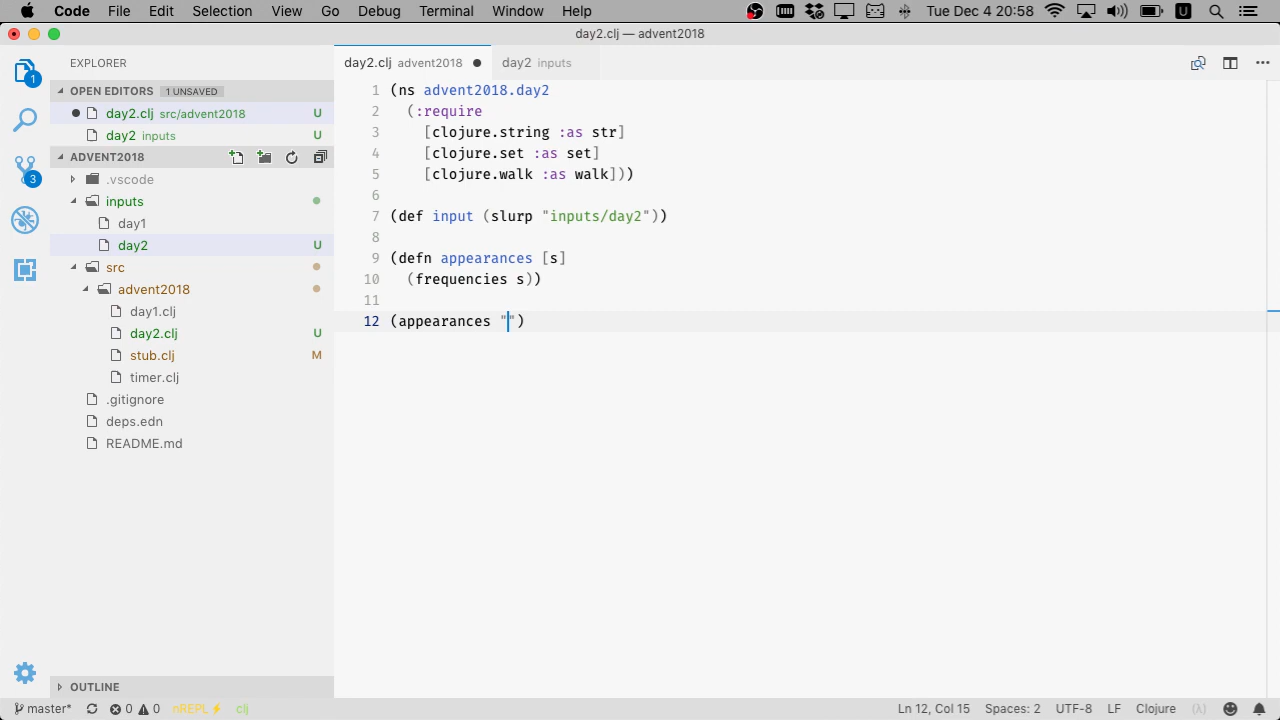 Code File Edit Selection View Go Debug Terminal Window Help Tue Dec 4 20:58 U
day2.clj — advent2018
EXPLORER
OPEN EDITORS 1 UNSAVED
day2.clj src/advent2018 U
day2 inputs U
ADVENT2018
.vscode
inputs
day1
day2 U
src
advent2018
day1.clj
day2.clj U
stub.clj M
timer.clj
.gitignore
deps.edn
README.md
OUTLINE
1
3
day2.clj advent2018
day2 inputs
1 (ns advent2018.day2
2 (:require
3 [clojure.string :as str]
4 [clojure.set :as set]
5 [clojure.walk :as walk]))
6
7 (def input (slurp "inputs/day2"))
8
9 (defn appearances [s]
10 (frequencies s))
11
12 (appearances "")
master* 0 0 nREPL⚡ clj Ln 12, Col 15 Spaces: 2 UTF-8 LF Clojure (λ)